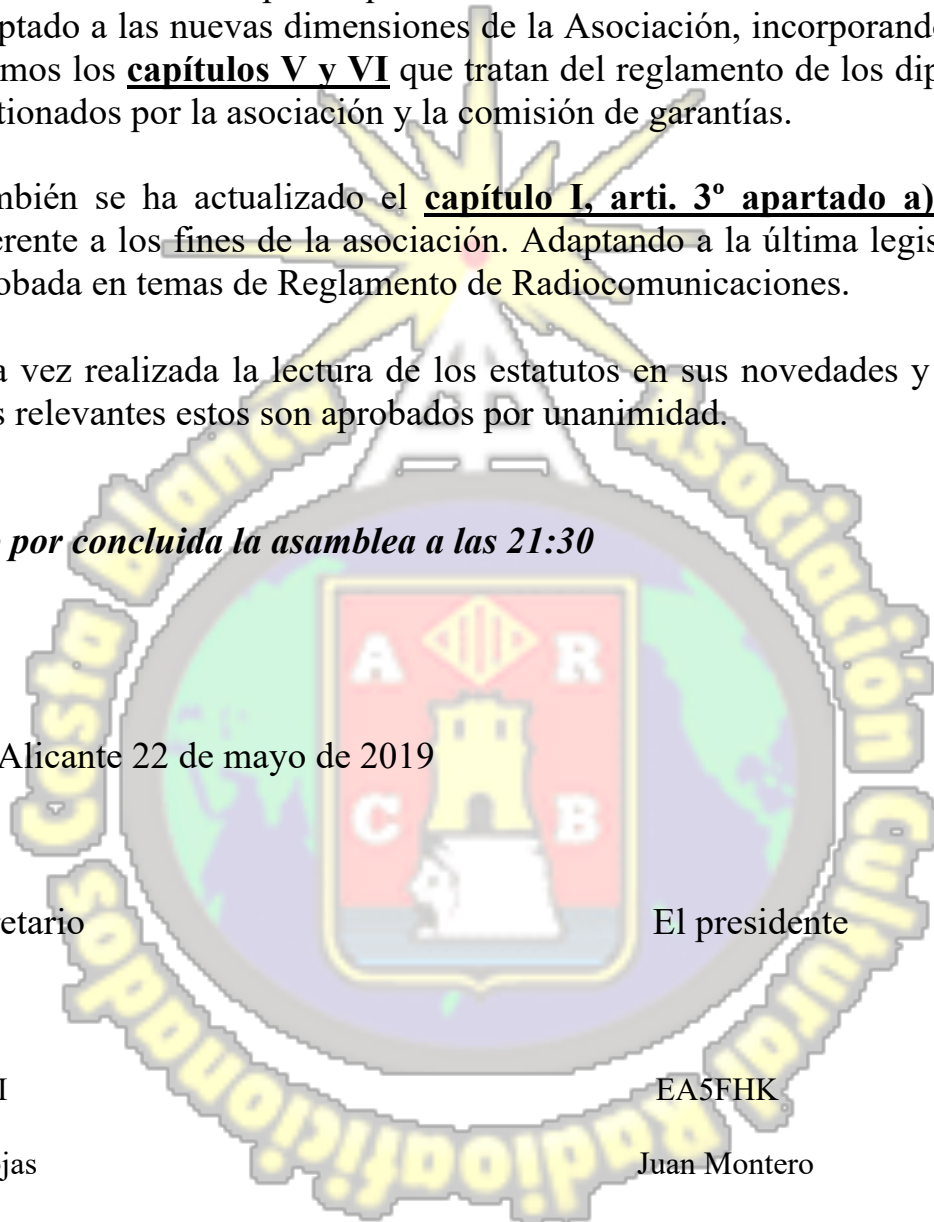 ptado a las nuevas dimensiones de la Asociación, incorporand
mos los capítulos V y VI que tratan del reglamento de los dip
tionados por la asociación y la comisión de garantías.
mbién se ha actualizado el capítulo I, arti. 3º apartado a)
erente a los fines de la asociación. Adaptando a la última legis
obada en temas de Reglamento de Radiocomunicaciones.
a vez realizada la lectura de los estatutos en sus novedades y
s relevantes estos son aprobados por unanimidad.
por concluida la asamblea a las 21:30
Alicante 22 de mayo de 2019
retario El presidente
I EA5FHK
jas Juan Montero
Asociación Cultural Radioaficionados Costa Blanca
A R
C B